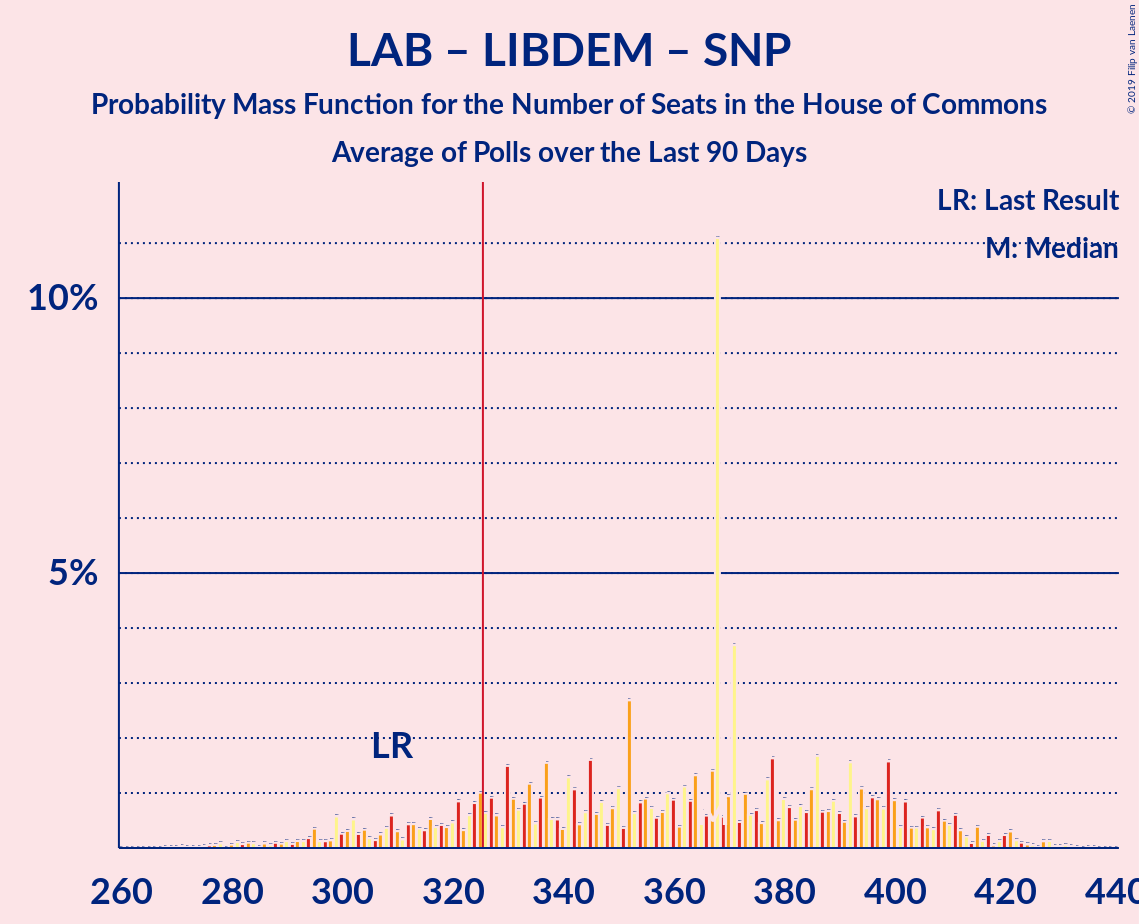 LAB – LIBDEM – SNP
Probability Mass Function for the Number of Seats in the House of Commons
Average of Polls over the Last 90 Days
© 2019 Filip van Laenen
LR: Last Result
M: Median
10%
5%
LR
260 280 300 320 340 360 380 400 420 440